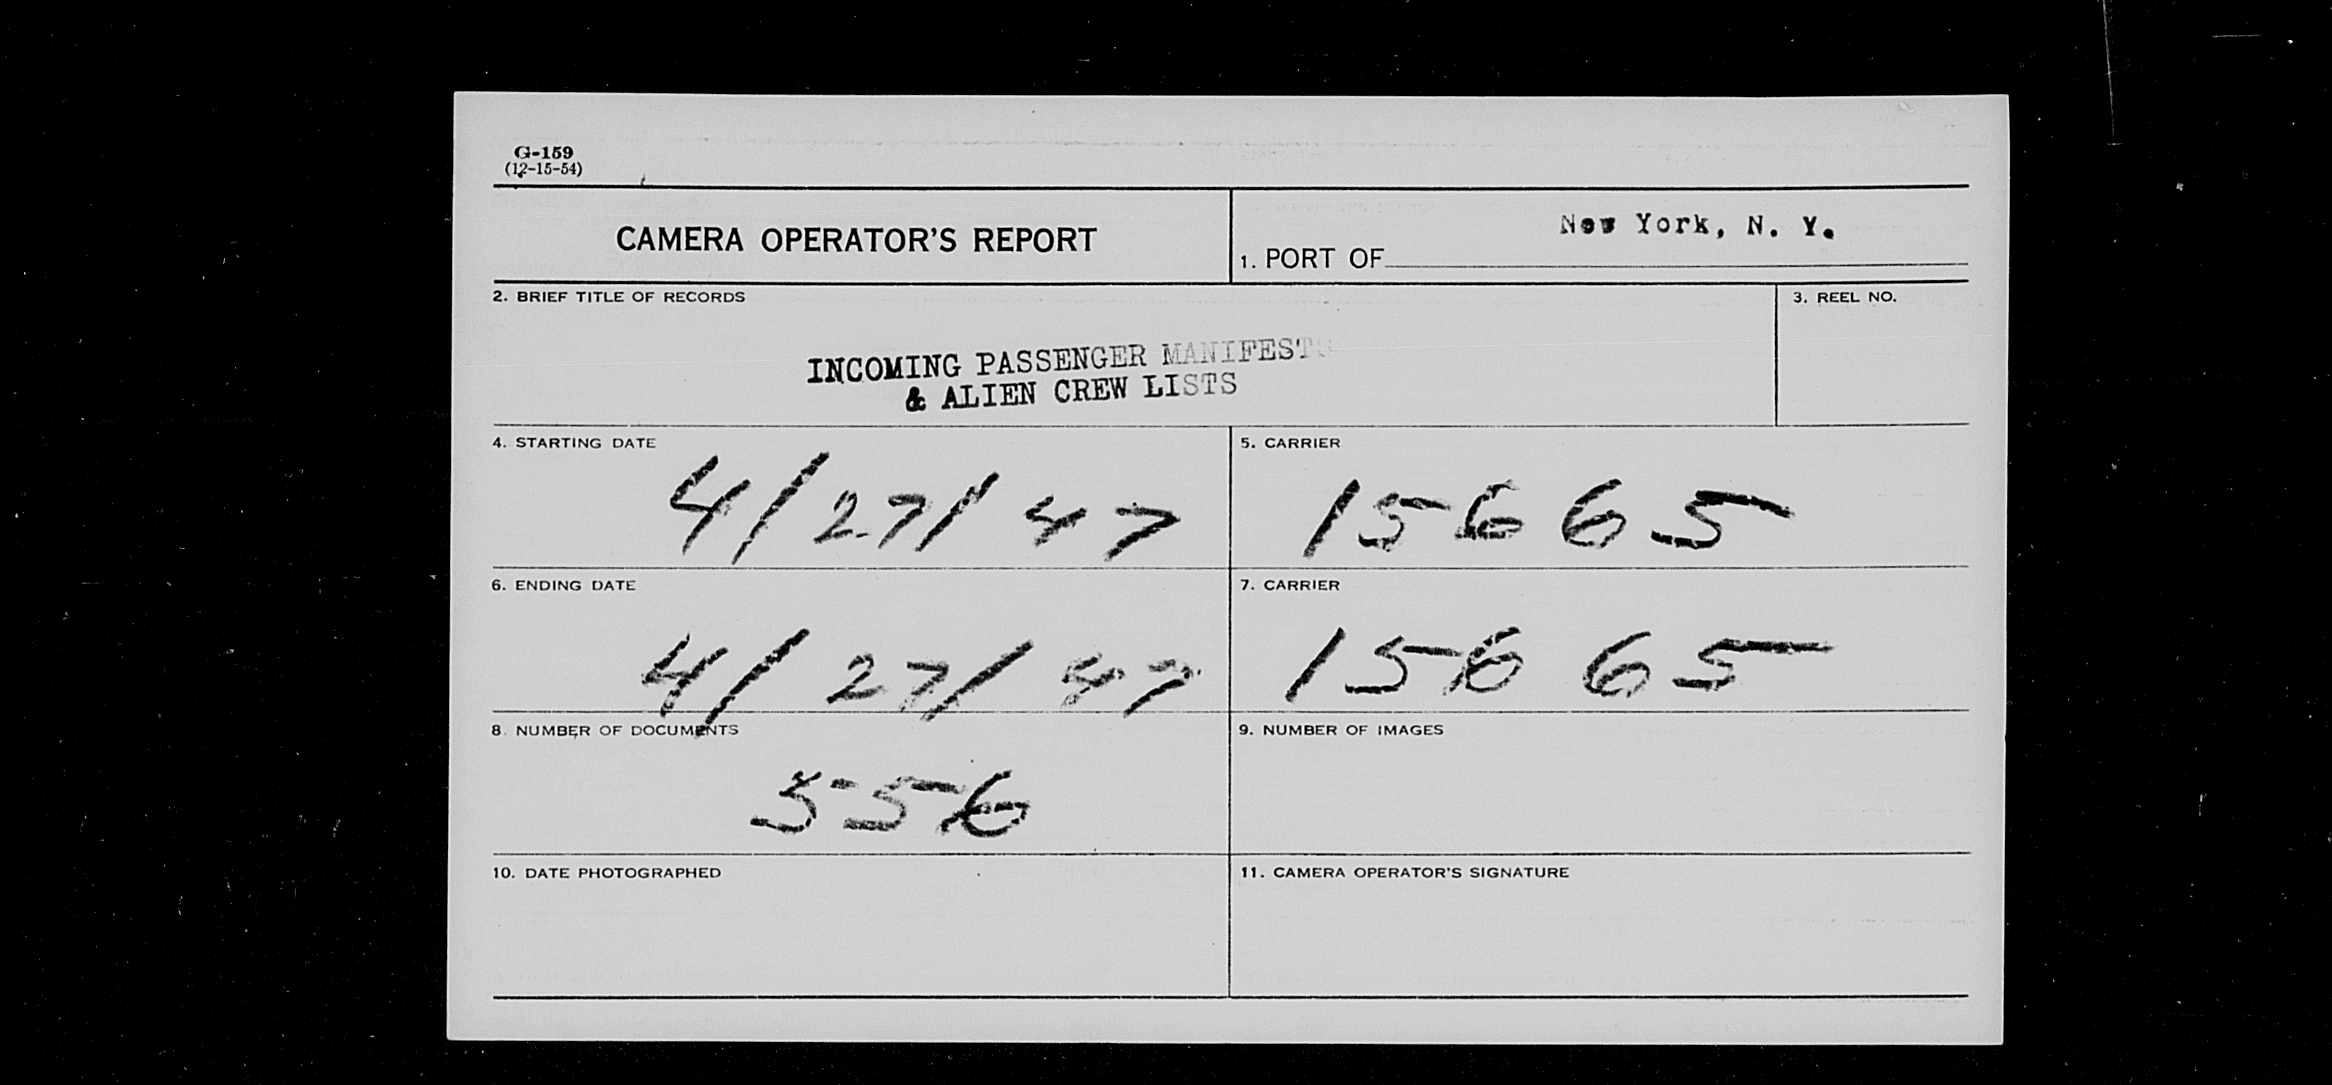 G-159
(12-15-54)
CAMERA OPERATOR'S REPORT
New York, N. Y.
1. PORT OF
2. BRIEF TITLE OF RECORDS
3. REEL NO.
INCOMING PASSENGER MANIFESTS
& ALIEN CREW LISTS
4. STARTING DATE
4/27/47
5. CARRIER
15665
6. ENDING DATE
4/27/47
7. CARRIER
15665
8. NUMBER OF DOCUMENTS
556
9. NUMBER OF IMAGES
10. DATE PHOTOGRAPHED
11. CAMERA OPERATOR'S SIGNATURE